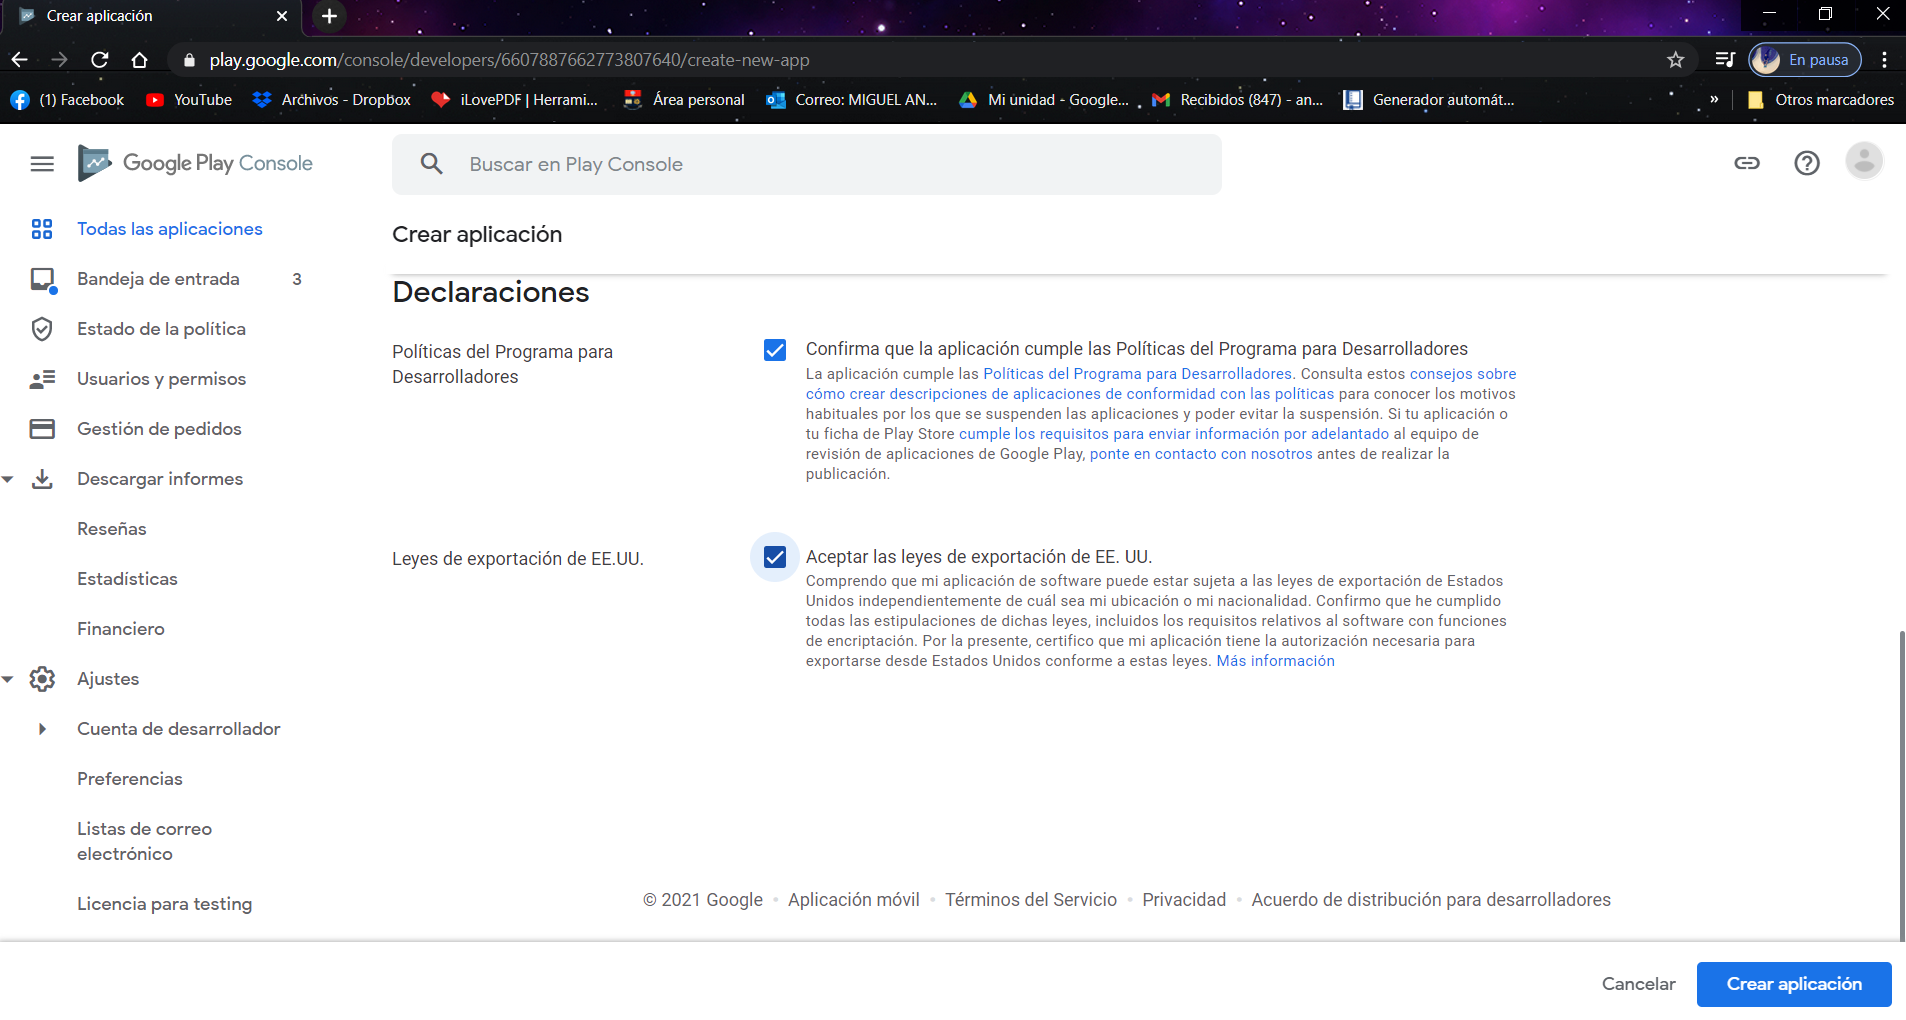 Crear aplicación
play.google.com/console/developers/6607887662773807640/create-new-app
En pausa
(1) Facebook
YouTube
Archivos - Dropbox
iLovePDF | Herrami...
Área personal
Correo: MIGUEL AN...
Mi unidad - Google...
Recibidos (847) - an...
Generador automát...
»
Otros marcadores
Google Play Console
Buscar en Play Console
Todas las aplicaciones
Bandeja de entrada 3
Estado de la política
Usuarios y permisos
Gestión de pedidos
Descargar informes
Reseñas
Estadísticas
Financiero
Ajustes
Cuenta de desarrollador
Preferencias
Listas de correo
electrónico
Licencia para testing
Crear aplicación
Declaraciones
Políticas del Programa para
Desarrolladores
Confirma que la aplicación cumple las Políticas del Programa para Desarrolladores
La aplicación cumple las Políticas del Programa para Desarrolladores. Consulta estos consejos sobre
cómo crear descripciones de aplicaciones de conformidad con las políticas para conocer los motivos
habituales por los que se suspenden las aplicaciones y poder evitar la suspensión. Si tu aplicación o
tu ficha de Play Store cumple los requisitos para enviar información por adelantado al equipo de
revisión de aplicaciones de Google Play, ponte en contacto con nosotros antes de realizar la
publicación.
Leyes de exportación de EE.UU.
Aceptar las leyes de exportación de EE. UU.
Comprendo que mi aplicación de software puede estar sujeta a las leyes de exportación de Estados
Unidos independientemente de cuál sea mi ubicación o mi nacionalidad. Confirmo que he cumplido
todas las estipulaciones de dichas leyes, incluidos los requisitos relativos al software con funciones
de encriptación. Por la presente, certifico que mi aplicación tiene la autorización necesaria para
exportarse desde Estados Unidos conforme a estas leyes. Más información
© 2021 Google • Aplicación móvil • Términos del Servicio • Privacidad • Acuerdo de distribución para desarrolladores
Cancelar
Crear aplicación